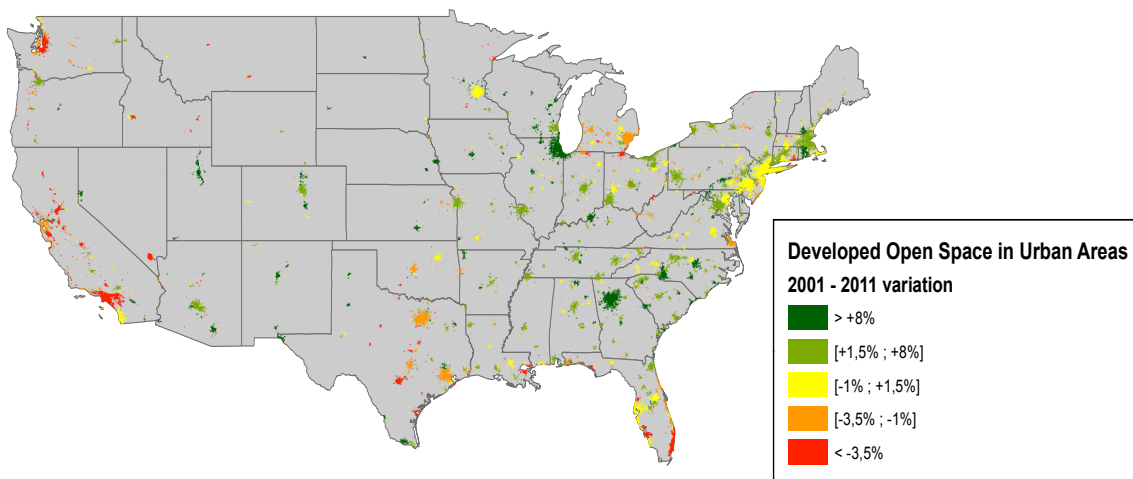 Developed Open Space in Urban Areas
2001 - 2011 variation
> +8%
[+1,5% ; +8%]
[-1% ; +1,5%]
[-3,5% ; -1%]
< -3,5%